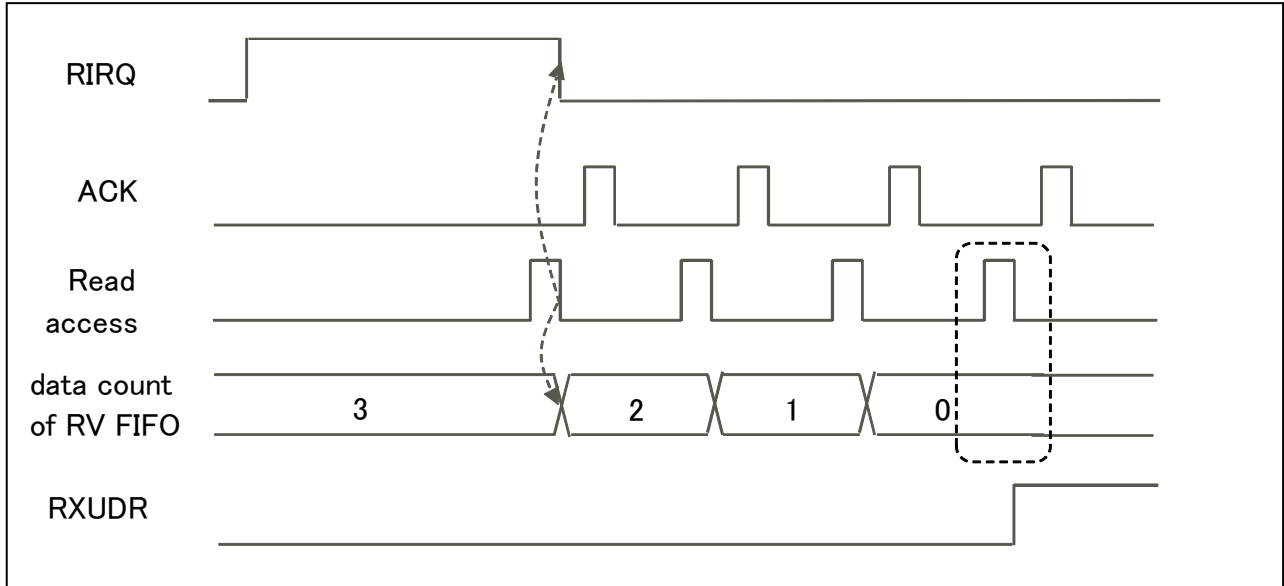 RIRQ
ACK
Read
access
data count
of RV FIFO
3
2
1
0
RXUDR